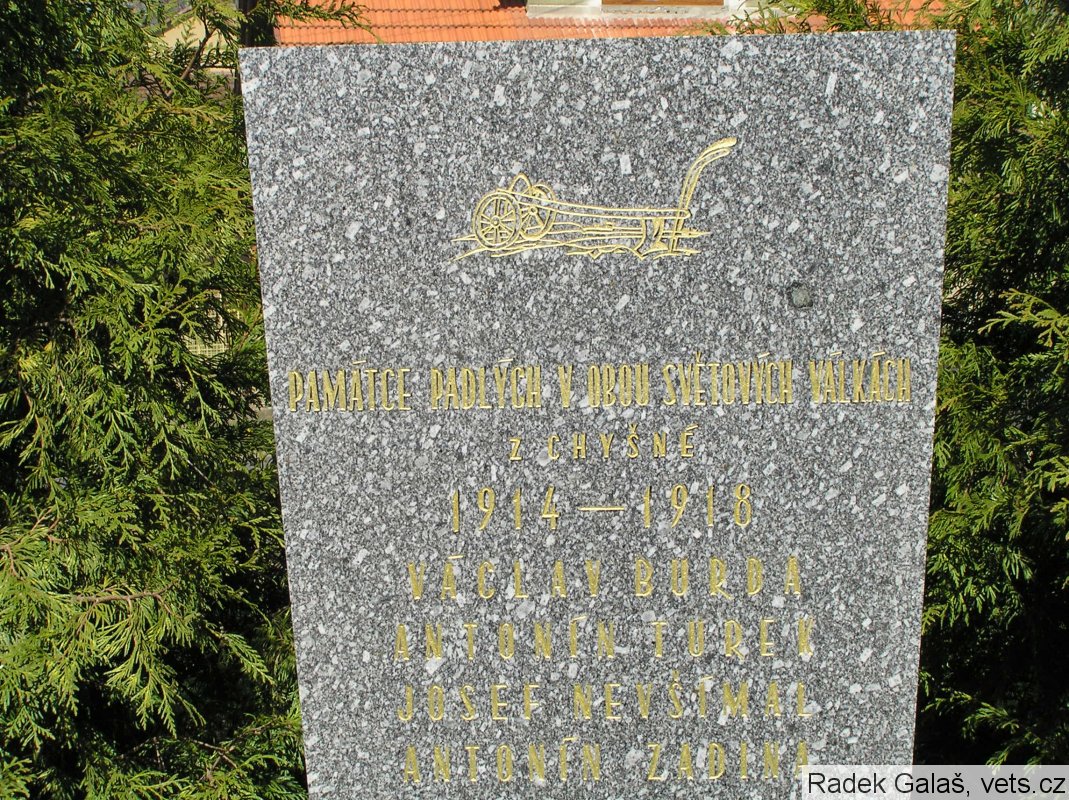 PAMÁTCE PADLÝCH V OBOU SVĚTOVÝCH VÁLKÁCH
Z CHYŠNÉ
1914 — 1918
VÁCLAV BURDA
ANTONÍN TUREK
JOSEF NEVŠÍMAL
ANTONÍN ZADINA
Radek Galaš, vets.cz